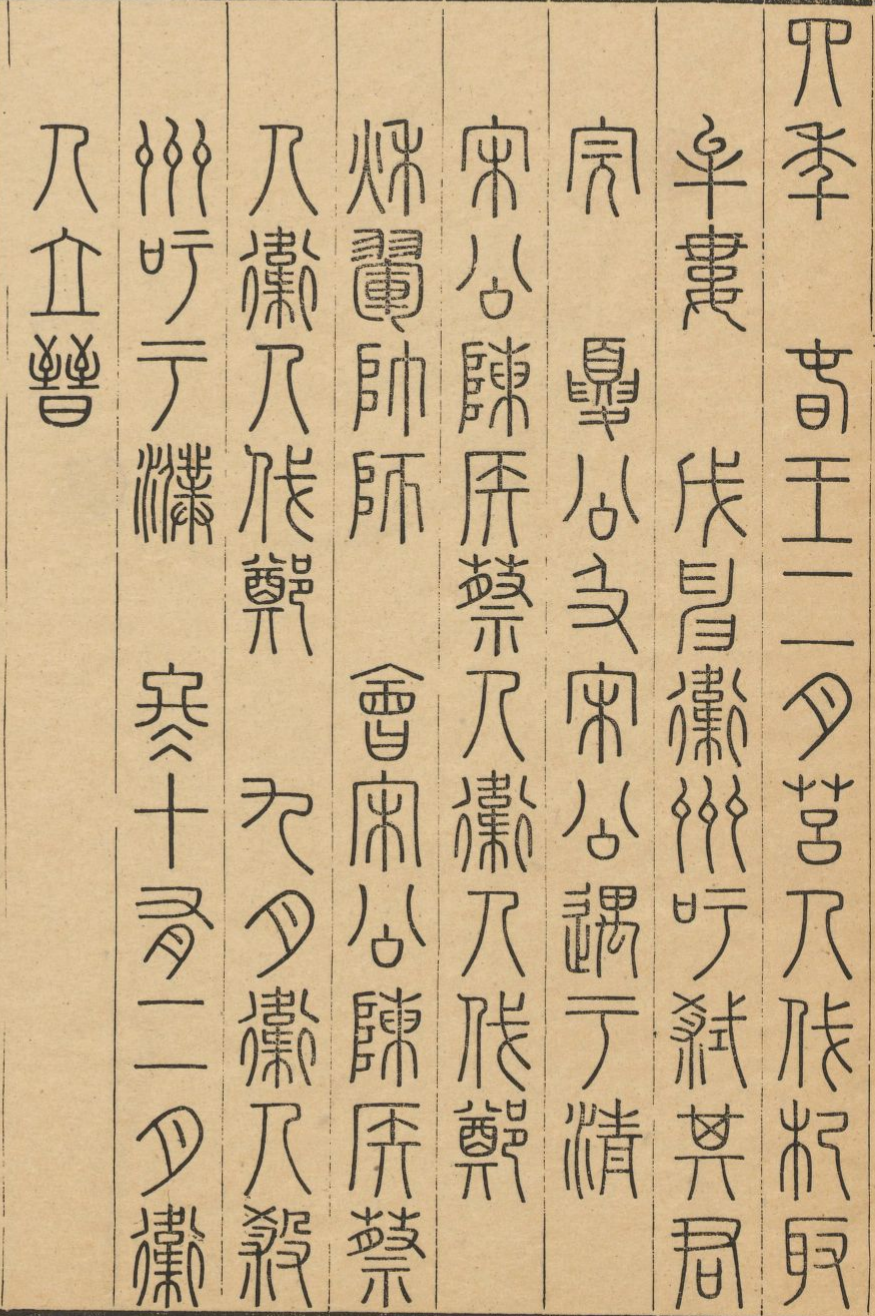 四年　春王二月莒人伐杞取
牟婁　戊申衛州吁弒其君
完　夏公及宋公遇于清
宋公陳侯蔡人衛人伐鄭
秋翬帥師　會宋公陳侯蔡
人衛人伐鄭　九月衛人殺
州吁于濮　冬十有二月衛
人立晉